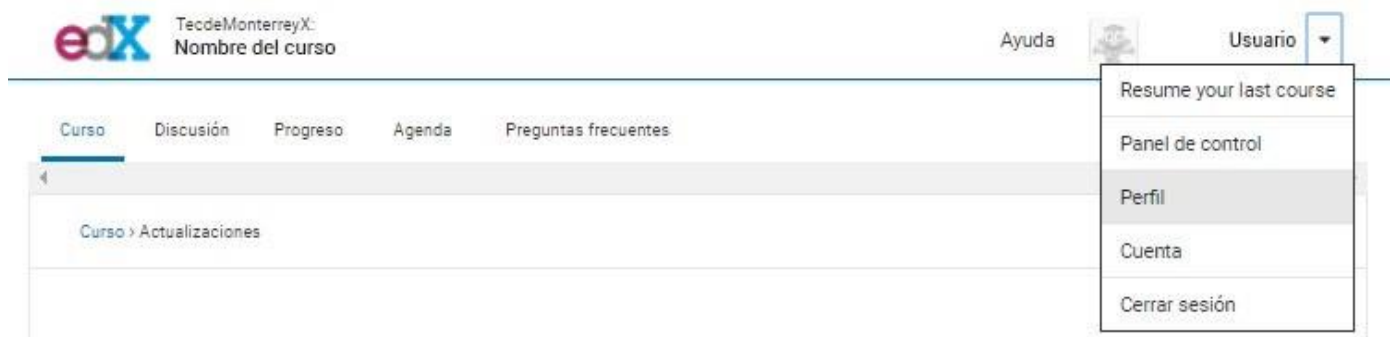 edX
TecdeMonterreyX:
Nombre del curso
Ayuda
Usuario
Resume your last course
Panel de control
Perfil
Cuenta
Cerrar sesión
Curso
Discusión
Progreso
Agenda
Preguntas frecuentes
Curso › Actualizaciones